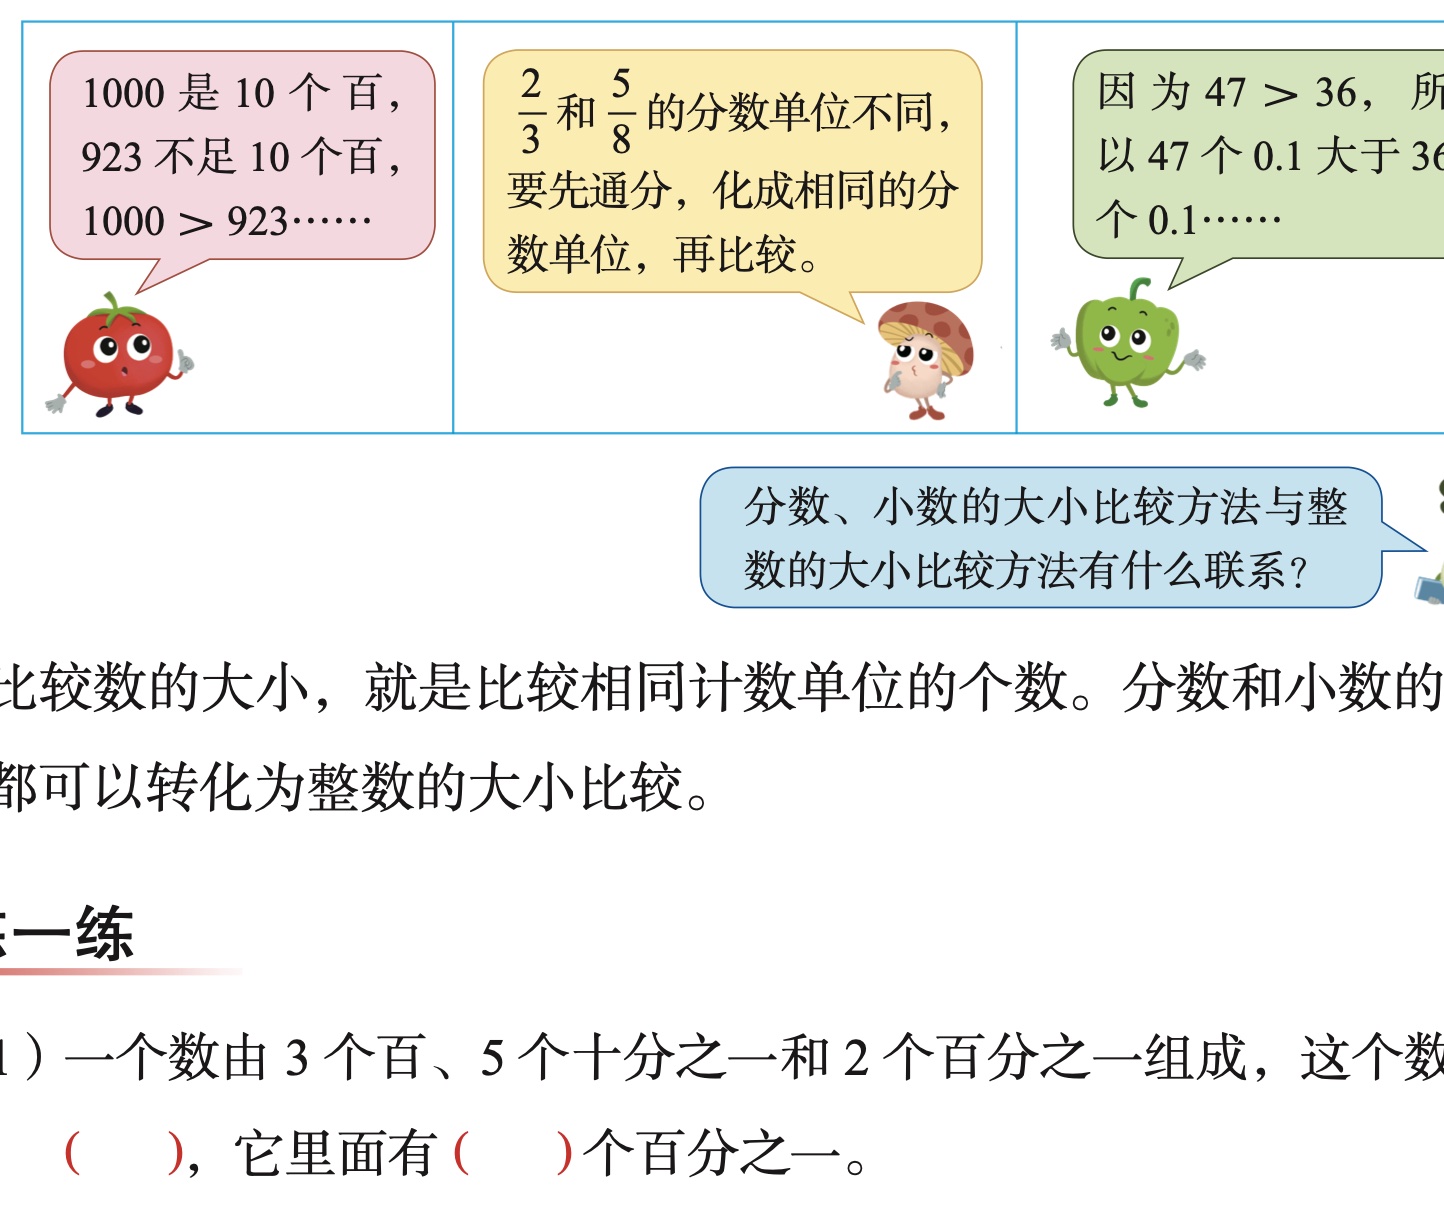 1000 是 10 个 百，
923 不足 10 个百，
1000 > 923……
2/3 和 5/8 的分数单位不同，
要先通分，化成相同的分
数单位，再比较。
因 为 47 > 36， 所
以 47 个 0.1 大于 36
个 0.1……
分数、小数的大小比较方法与整
数的大小比较方法有什么联系？
比较数的大小，就是比较相同计数单位的个数。分数和小数的
都可以转化为整数的大小比较。
一练
1）一个数由 3 个百、5 个十分之一和 2 个百分之一组成，这个数
（ ），它里面有（ ）个百分之一。